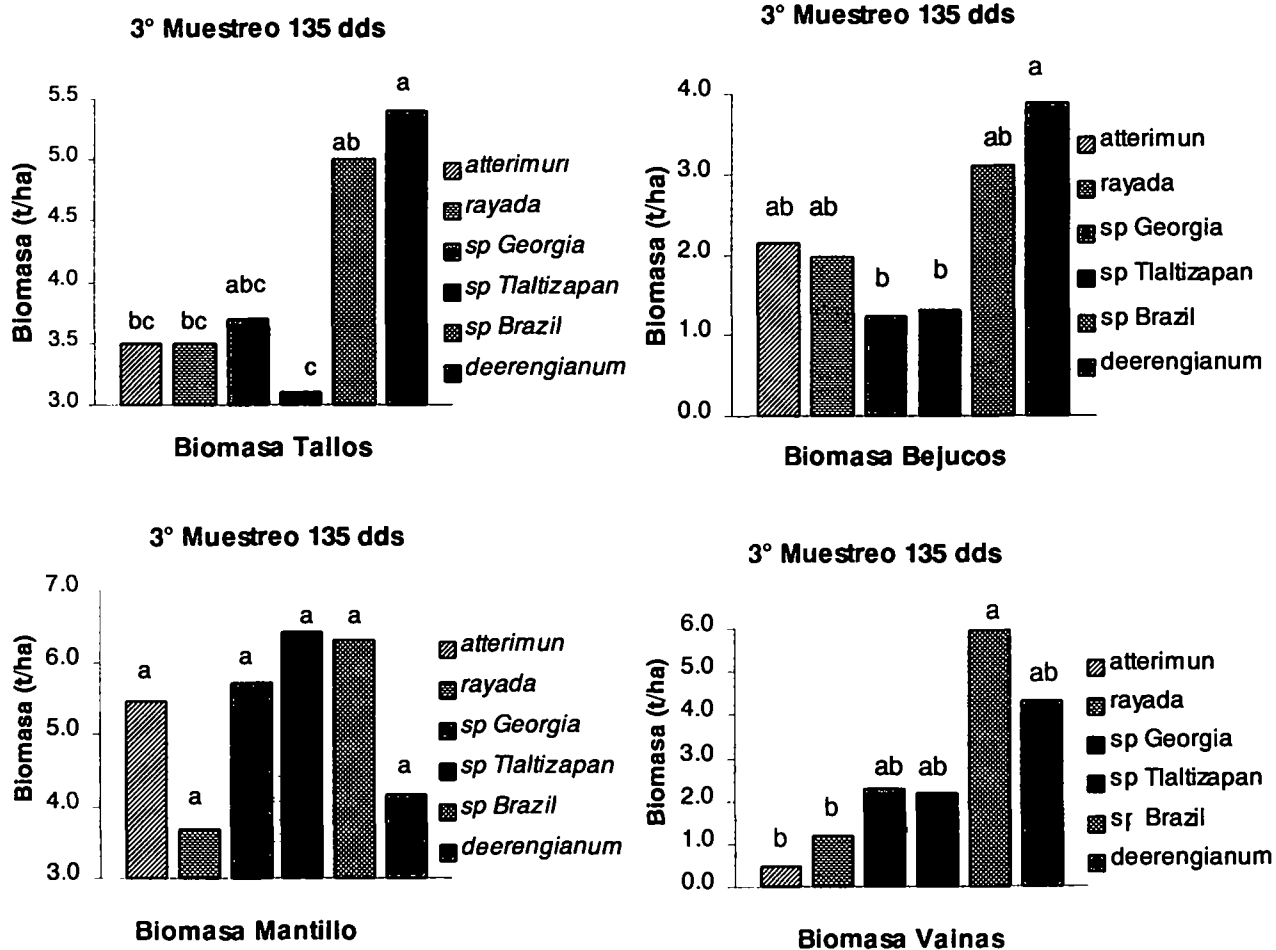 3° Muestreo 135 dds
Biomasa (t/ha)
5.5
5.0
4.5
4.0
3.5
3.0
bc
bc
abc
c
ab
a
atterimun
rayada
sp Georgia
sp Tlaltizapan
sp Brazil
deerengianum
Biomasa Tallos
3° Muestreo 135 dds
Biomasa (t/ha)
4.0
3.0
2.0
1.0
0.0
ab
ab
b
b
ab
a
atterimun
rayada
sp Georgia
sp Tlaltizapan
sp Brazil
deerengianum
Biomasa Bejucos
3° Muestreo 135 dds
Biomasa (t/ha)
7.0
6.0
5.0
4.0
3.0
a
a
a
a
a
a
atterimun
rayada
sp Georgia
sp Tlaltizapan
sp Brazil
deerengianum
Biomasa Mantillo
3° Muestreo 135 dds
Biomasa (t/ha)
6.0
5.0
4.0
3.0
2.0
1.0
0.0
b
b
ab
ab
a
ab
atterimun
rayada
sp Georgia
sp Tlaltizapan
sp Brazil
deerengianum
Biomasa Vainas